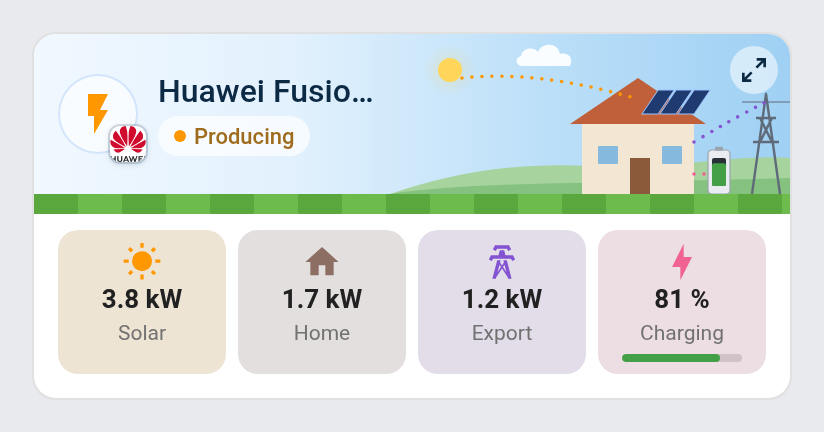 Huawei Fusio…
Producing
HUAWEI
3.8 kW
Solar
1.7 kW
Home
1.2 kW
Export
81 %
Charging